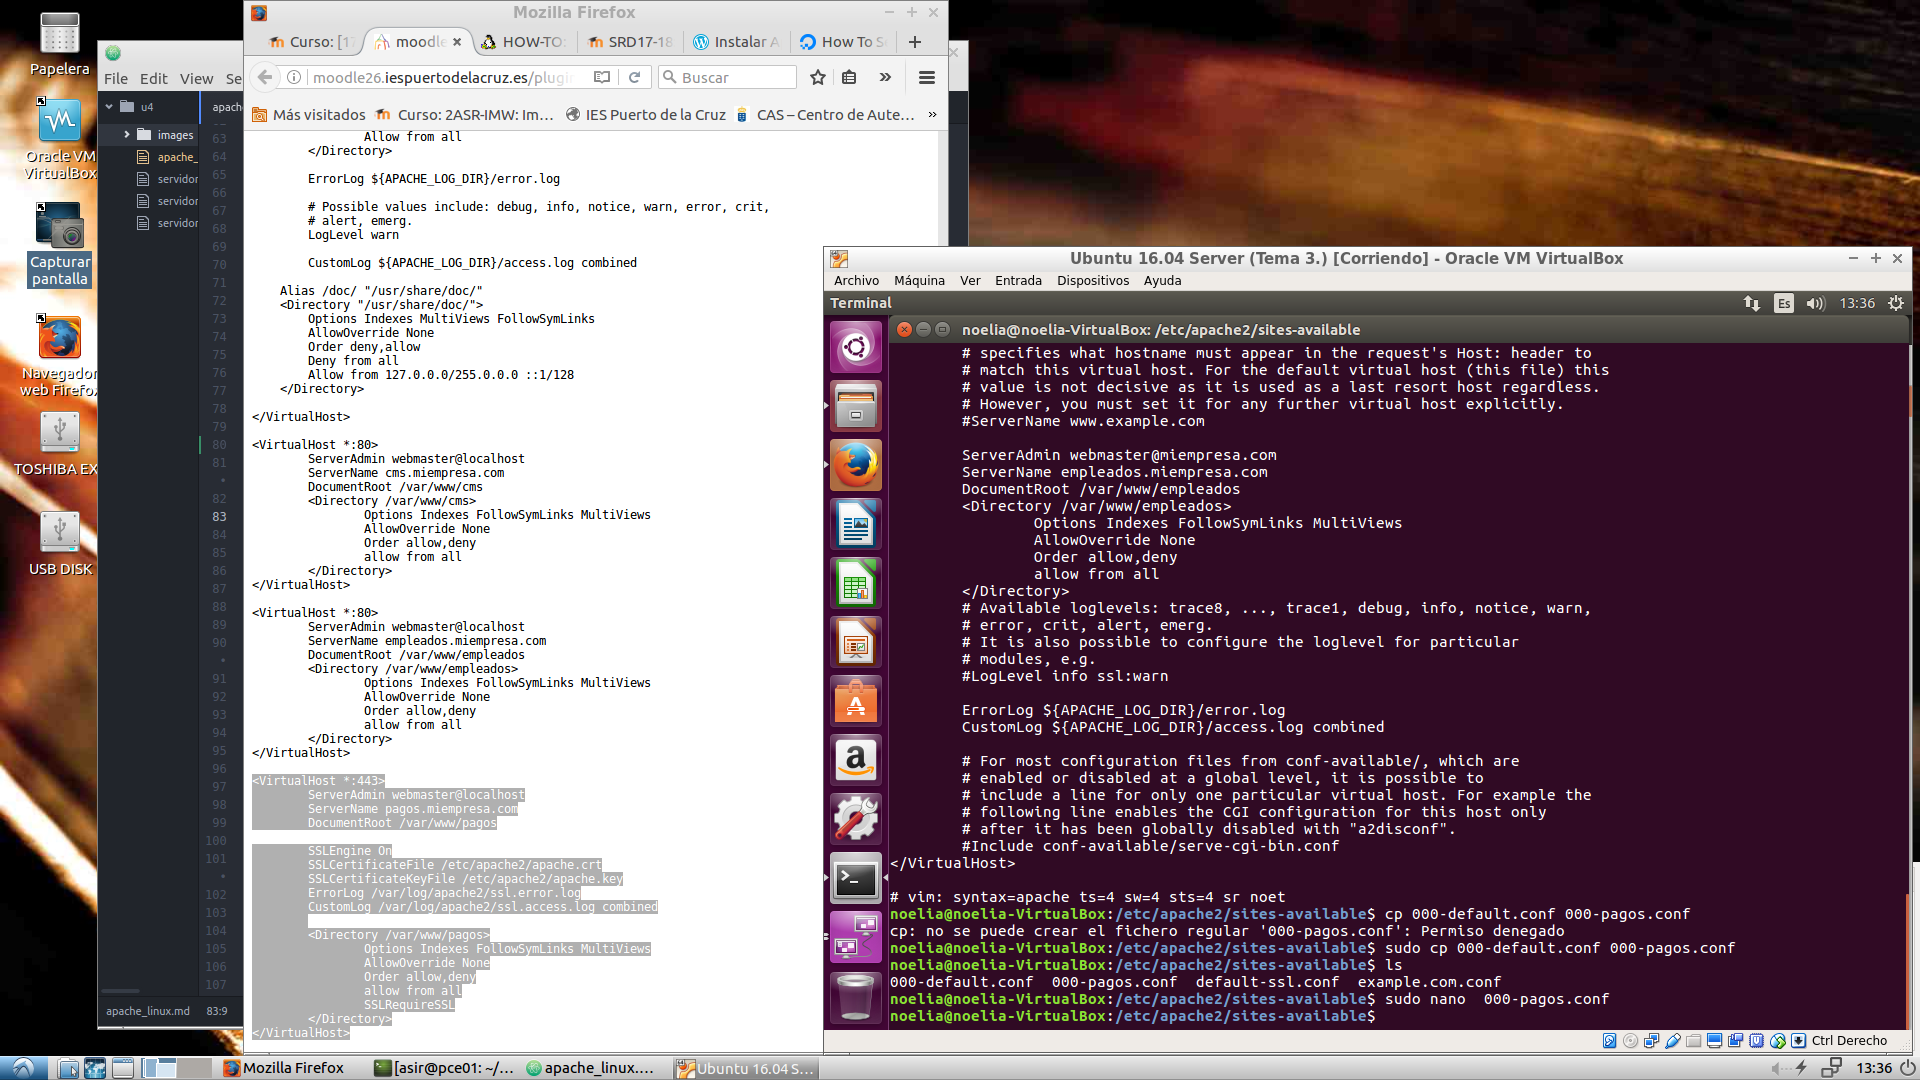 Papelera
Oracle VM
VirtualBox
Capturar
pantalla
Navegador
web Firefox
TOSHIBA EX
USB DISK
File Edit View Se
u4
images
apache_
servidor
servidor
servidor
apache
63
64
65
66
67
68
69
70
71
72
73
74
75
76
77
78
79
80
81
82
83
84
85
86
87
88
89
90
91
92
93
94
95
96
97
98
99
100
101
102
103
104
105
106
107
apache_linux.md 83:9
Mozilla Firefox
Curso: [17
moodle
HOW-TO:
SRD17-18
Instalar A
How To S
moodle26.iespuertodelacruz.es/plugin
Buscar
Más visitados
Curso: 2ASR-IMW: Im...
IES Puerto de la Cruz
CAS – Centro de Aute...
Allow from all
</Directory>
ErrorLog ${APACHE_LOG_DIR}/error.log
# Possible values include: debug, info, notice, warn, error, crit,
# alert, emerg.
LogLevel warn
CustomLog ${APACHE_LOG_DIR}/access.log combined
Alias /doc/ "/usr/share/doc/"
<Directory "/usr/share/doc/">
Options Indexes MultiViews FollowSymLinks
AllowOverride None
Order deny,allow
Deny from all
Allow from 127.0.0.0/255.0.0.0 ::1/128
</Directory>
</VirtualHost>
<VirtualHost *:80>
ServerAdmin webmaster@localhost
ServerName cms.miempresa.com
DocumentRoot /var/www/cms
<Directory /var/www/cms>
Options Indexes FollowSymLinks MultiViews
AllowOverride None
Order allow,deny
allow from all
</Directory>
</VirtualHost>
<VirtualHost *:80>
ServerAdmin webmaster@localhost
ServerName empleados.miempresa.com
DocumentRoot /var/www/empleados
<Directory /var/www/empleados>
Options Indexes FollowSymLinks MultiViews
AllowOverride None
Order allow,deny
allow from all
</Directory>
</VirtualHost>
<VirtualHost *:443>
ServerAdmin webmaster@localhost
ServerName pagos.miempresa.com
DocumentRoot /var/www/pagos
SSLEngine On
SSLCertificateFile /etc/apache2/apache.crt
SSLCertificateKeyFile /etc/apache2/apache.key
ErrorLog /var/log/apache2/ssl.error.log
CustomLog /var/log/apache2/ssl.access.log combined
<Directory /var/www/pagos>
Options Indexes FollowSymLinks MultiViews
AllowOverride None
Order allow,deny
allow from all
SSLRequireSSL
</Directory>
</VirtualHost>
Ubuntu 16.04 Server (Tema 3.) [Corriendo] - Oracle VM VirtualBox
Archivo Máquina Ver Entrada Dispositivos Ayuda
Terminal Es 13:36
noelia@noelia-VirtualBox: /etc/apache2/sites-available
# specifies what hostname must appear in the request's Host: header to
# match this virtual host. For the default virtual host (this file) this
# value is not decisive as it is used as a last resort host regardless.
# However, you must set it for any further virtual host explicitly.
#ServerName www.example.com
ServerAdmin webmaster@miempresa.com
ServerName empleados.miempresa.com
DocumentRoot /var/www/empleados
<Directory /var/www/empleados>
Options Indexes FollowSymLinks MultiViews
AllowOverride None
Order allow,deny
allow from all
</Directory>
# Available loglevels: trace8, ..., trace1, debug, info, notice, warn,
# error, crit, alert, emerg.
# It is also possible to configure the loglevel for particular
# modules, e.g.
#LogLevel info ssl:warn
ErrorLog ${APACHE_LOG_DIR}/error.log
CustomLog ${APACHE_LOG_DIR}/access.log combined
# For most configuration files from conf-available/, which are
# enabled or disabled at a global level, it is possible to
# include a line for only one particular virtual host. For example the
# following line enables the CGI configuration for this host only
# after it has been globally disabled with "a2disconf".
#Include conf-available/serve-cgi-bin.conf
</VirtualHost>
# vim: syntax=apache ts=4 sw=4 sts=4 sr noet
noelia@noelia-VirtualBox:/etc/apache2/sites-available$ cp 000-default.conf 000-pagos.conf
cp: no se puede crear el fichero regular '000-pagos.conf': Permiso denegado
noelia@noelia-VirtualBox:/etc/apache2/sites-available$ sudo cp 000-default.conf 000-pagos.conf
noelia@noelia-VirtualBox:/etc/apache2/sites-available$ ls
000-default.conf 000-pagos.conf default-ssl.conf example.com.conf
noelia@noelia-VirtualBox:/etc/apache2/sites-available$ sudo nano 000-pagos.conf
noelia@noelia-VirtualBox:/etc/apache2/sites-available$
Ctrl Derecho
Mozilla Firefox
[asir@pce01: ~/...
apache_linux....
Ubuntu 16.04 S...
13:36